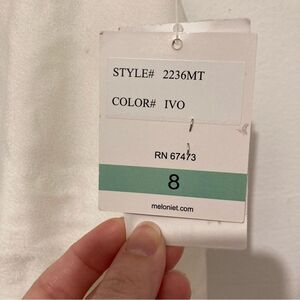 STYLE# 2236MT
COLOR# IVO
RN 67473
8
meloniet.com